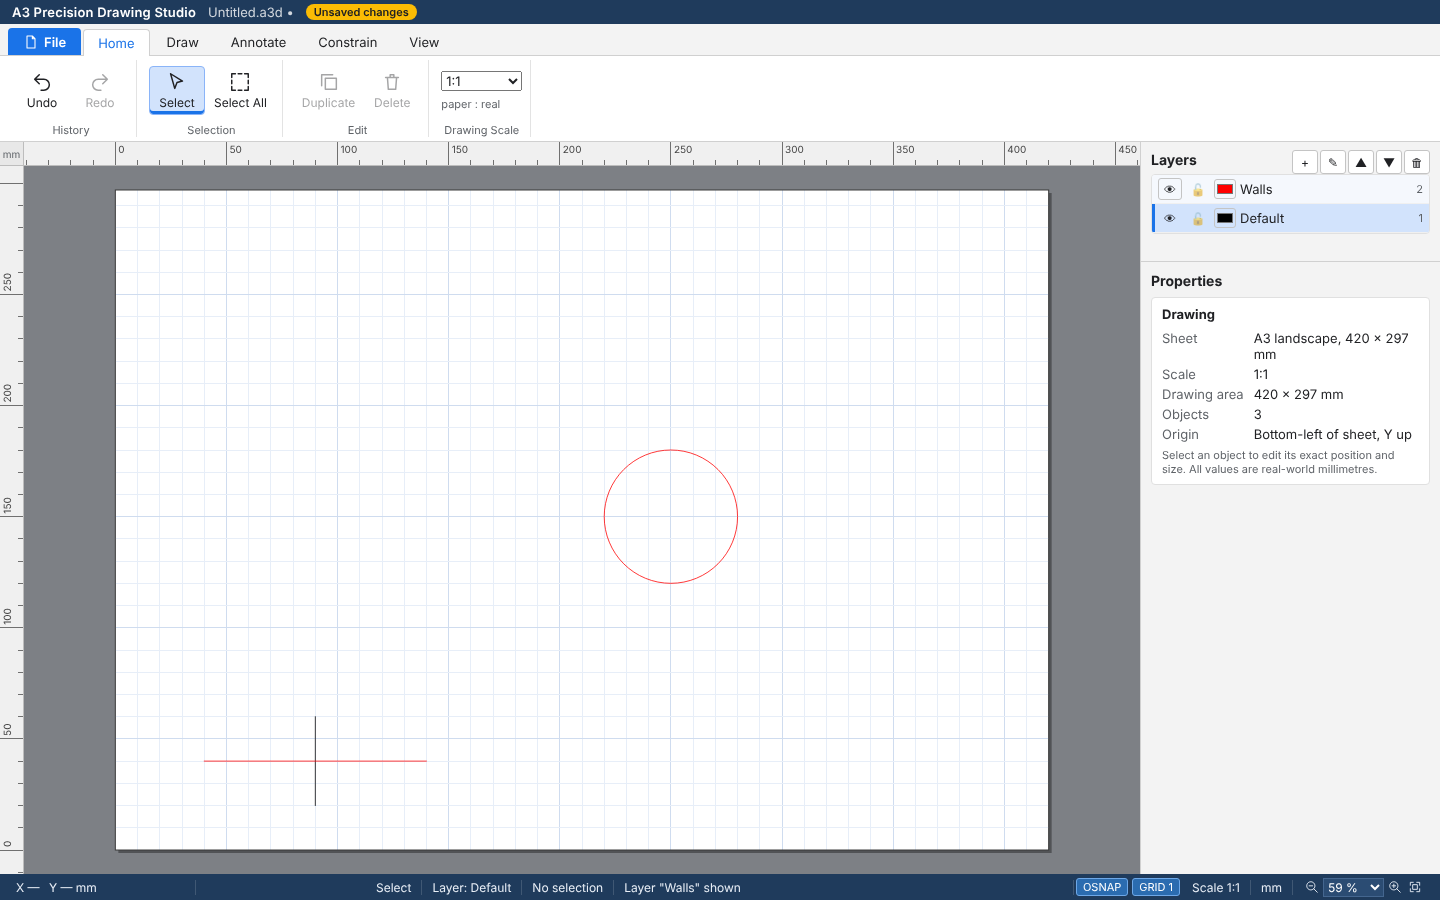 A3 Precision Drawing Studio Untitled.a3d • Unsaved changes
File Home Draw Annotate Constrain View
Undo Redo Select Select All Duplicate Delete 1:1
paper : real
History Selection Edit Drawing Scale
mm 0 50 100 150 200 250 300 350 400 450
250
200
150
100
50
0
Layers + ✎ ▲ ▼
Walls 2
Default 1
Properties
Drawing
Sheet A3 landscape, 420 × 297 mm
Scale 1:1
Drawing area 420 × 297 mm
Objects 3
Origin Bottom-left of sheet, Y up
Select an object to edit its exact position and
size. All values are real-world millimetres.
X — Y — mm Select Layer: Default No selection Layer "Walls" shown OSNAP GRID 1 Scale 1:1 mm 59 %